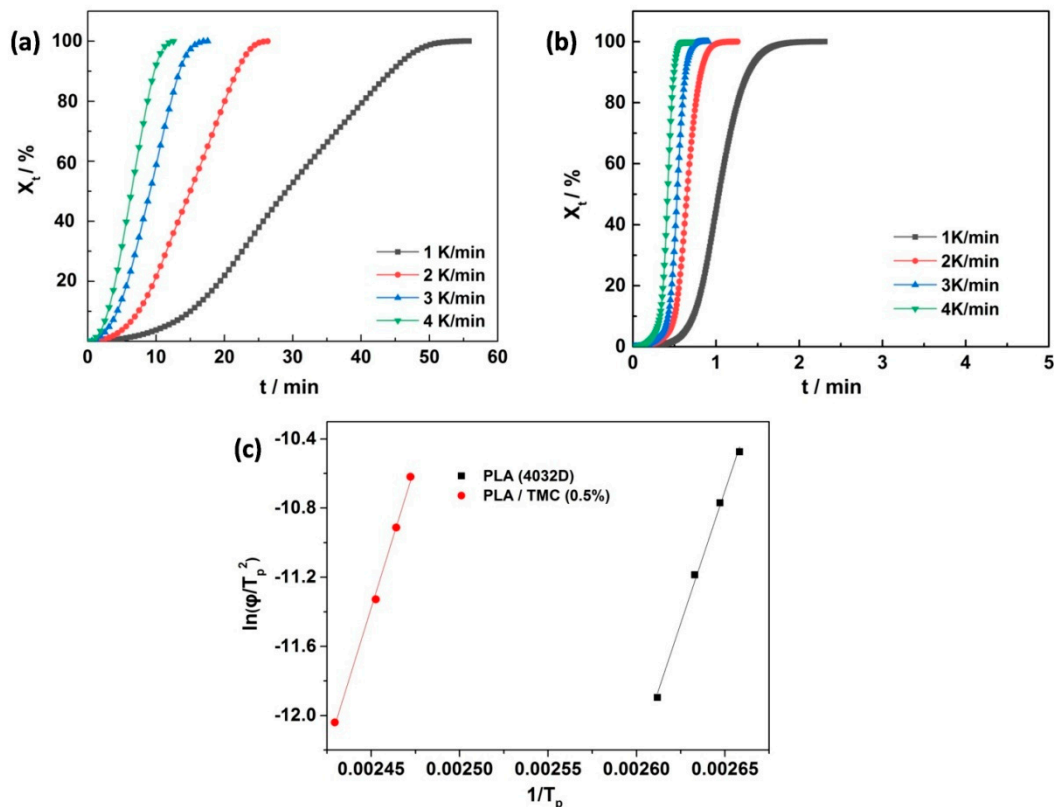 (a)
100
80
60
40
20
X_t / %
0 10 20 30 40 50 60
t / min
1 K/min
2 K/min
3 K/min
4 K/min
(b)
100
80
60
40
20
0
X_t / %
0 1 2 3 4 5
t / min
1K/min
2K/min
3K/min
4K/min
(c)
-10.4
-10.8
-11.2
-11.6
-12.0
ln(φ/T_p^2)
PLA (4032D)
PLA / TMC (0.5%)
0.00245 0.00250 0.00255 0.00260 0.00265
1/T_p